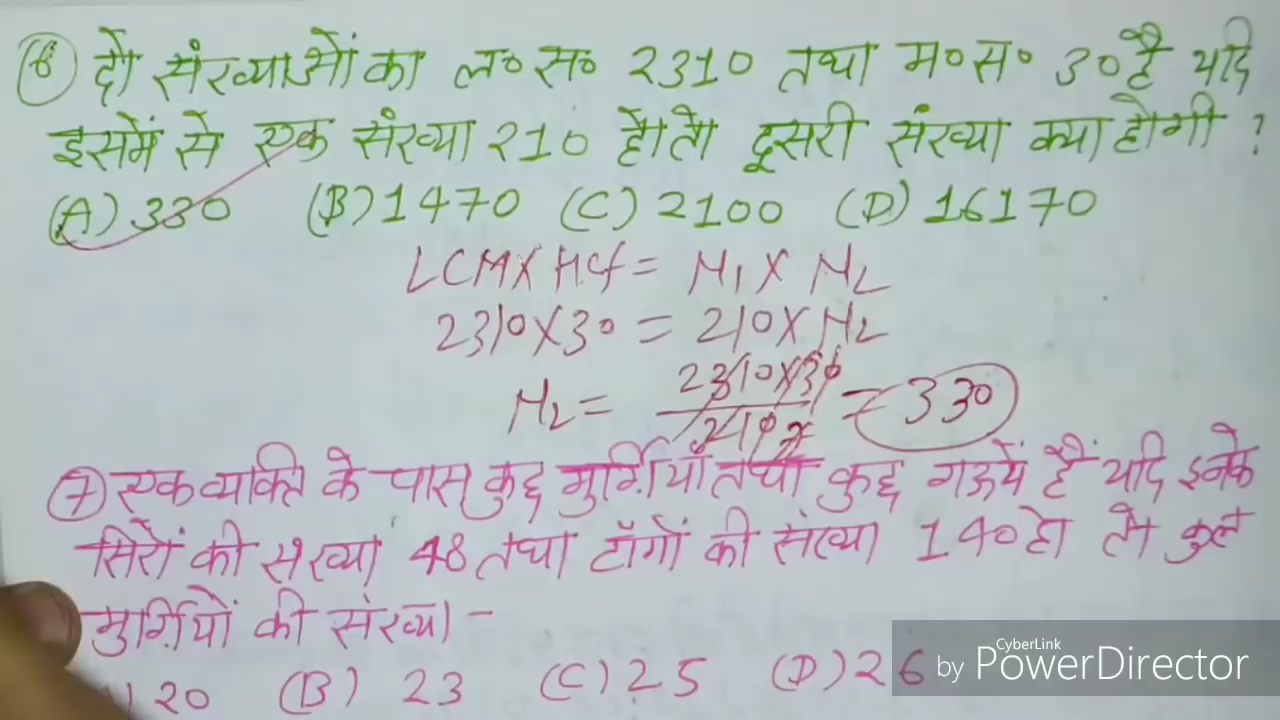 ⑥ दो संख्याओं का ल० स० 2310 तथा म० स० 30 है यदि
इसमें से एक संख्या 210 हो तो दूसरी संख्या क्या होगी ?
(A) 330 (B) 1470 (C) 2100 (D) 16170
LCM X HCf = N1 X N2
2310 X 30 = 210 X N2
N2 = 2310 X 30 / 210 7 = 330
⑦ एक व्यक्ति के पास कुछ मुर्गियाँ तथा कुछ गऊयें हैं यदि इनके
सिरों की संख्या 48 तथा टाँगों की संख्या 140 हो तो कुल
मुर्गियों की संख्या -
) 20 (B) 23 (C) 25 (D) 26
CyberLink
by PowerDirector